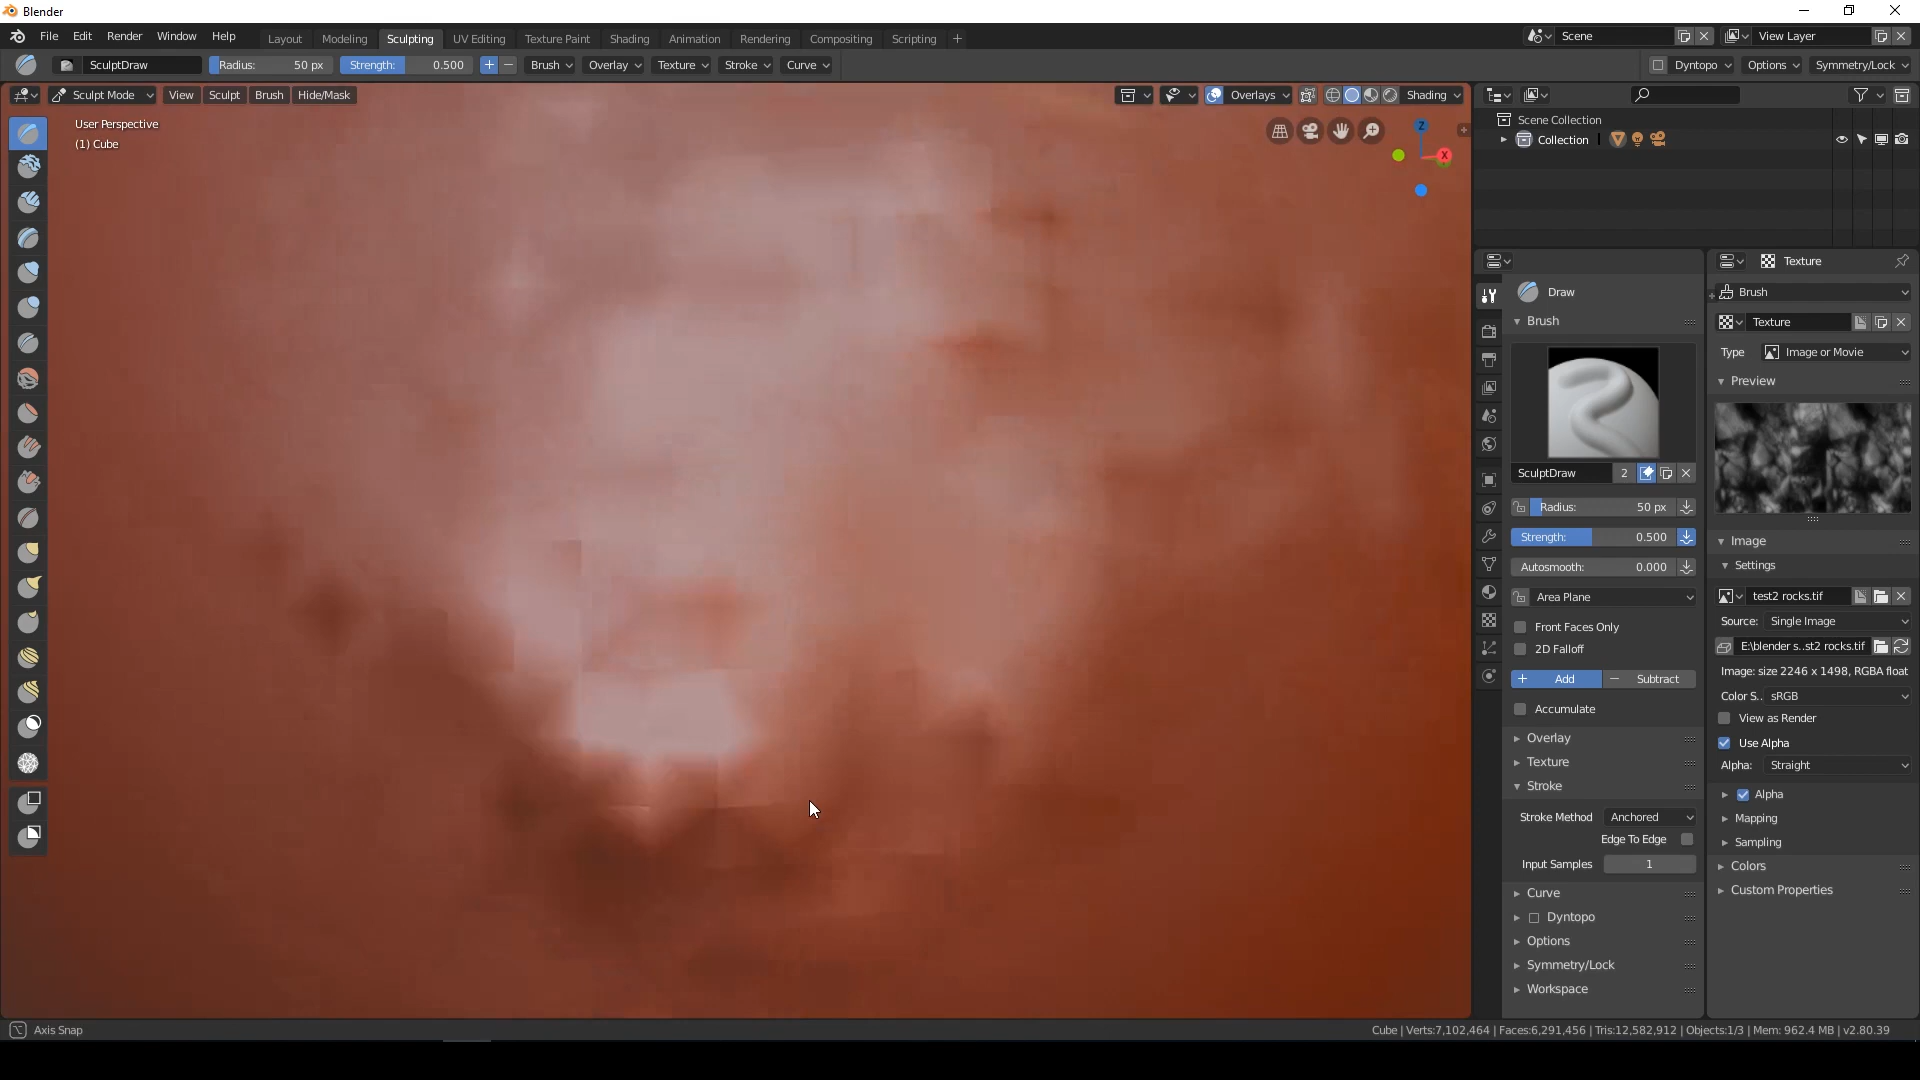 Blender
File Edit Render Window Help Layout Modeling Sculpting UV Editing Texture Paint Shading Animation Rendering Compositing Scripting + Scene View Layer
SculptDraw Radius: 50 px Strength: 0.500 + − Brush Overlay Texture Stroke Curve Dyntopo Options Symmetry/Lock
Sculpt Mode View Sculpt Brush Hide/Mask Overlays Shading
User Perspective
(1) Cube
Z
X
Scene Collection
Collection
Draw
Brush
SculptDraw 2
Radius: 50 px
Strength: 0.500
Autosmooth: 0.000
Area Plane
Front Faces Only
2D Falloff
+ Add − Subtract
Accumulate
Overlay
Texture
Stroke
Stroke Method Anchored
Edge To Edge
Input Samples 1
Curve
Dyntopo
Options
Symmetry/Lock
Workspace
Texture
Brush
Texture
Type Image or Movie
Preview
Image
Settings
test2 rocks.tif
Source: Single Image
E:\blender s..st2 rocks.tif
Image: size 2246 x 1498, RGBA float
Color S.. sRGB
View as Render
Use Alpha
Alpha: Straight
Alpha
Mapping
Sampling
Colors
Custom Properties
Axis Snap
Cube | Verts:7,102,464 | Faces:6,291,456 | Tris:12,582,912 | Objects:1/3 | Mem: 962.4 MB | v2.80.39